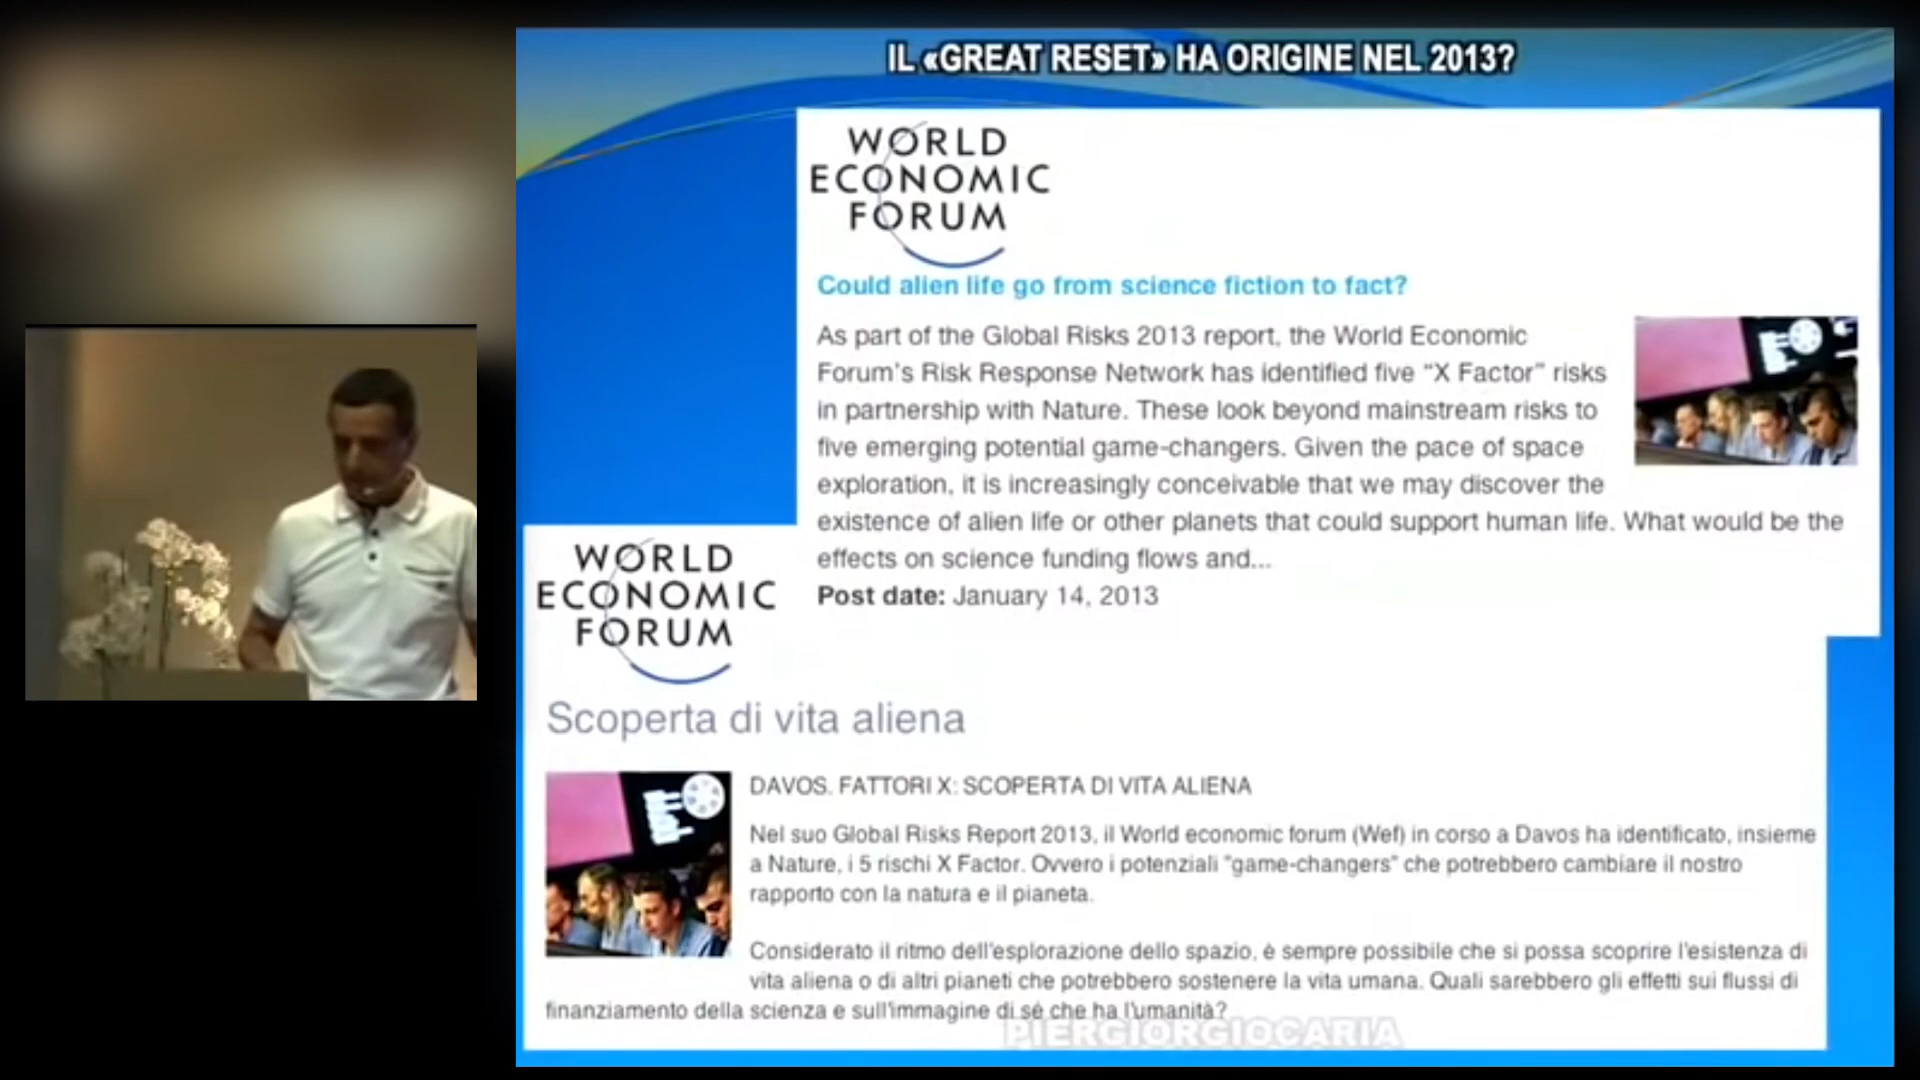 IL «GREAT RESET» HA ORIGINE NEL 2013?
WORLD
ECONOMIC
FORUM
Could alien life go from science fiction to fact?
As part of the Global Risks 2013 report, the World Economic
Forum's Risk Response Network has identified five “X Factor” risks
in partnership with Nature. These look beyond mainstream risks to
five emerging potential game-changers. Given the pace of space
exploration, it is increasingly conceivable that we may discover the
existence of alien life or other planets that could support human life. What would be the
effects on science funding flows and...
Post date: January 14, 2013
WORLD
ECONOMIC
FORUM
Scoperta di vita aliena
DAVOS. FATTORI X: SCOPERTA DI VITA ALIENA
Nel suo Global Risks Report 2013, il World economic forum (Wef) in corso a Davos ha identificato, insieme
a Nature, i 5 rischi X Factor. Ovvero i potenziali "game-changers" che potrebbero cambiare il nostro
rapporto con la natura e il pianeta.
Considerato il ritmo dell'esplorazione dello spazio, è sempre possibile che si possa scoprire l'esistenza di
vita aliena o di altri pianeti che potrebbero sostenere la vita umana. Quali sarebbero gli effetti sui flussi di
finanziamento della scienza e sull'immagine di sé che ha l'umanità?
PIERGIORGIOCARIA